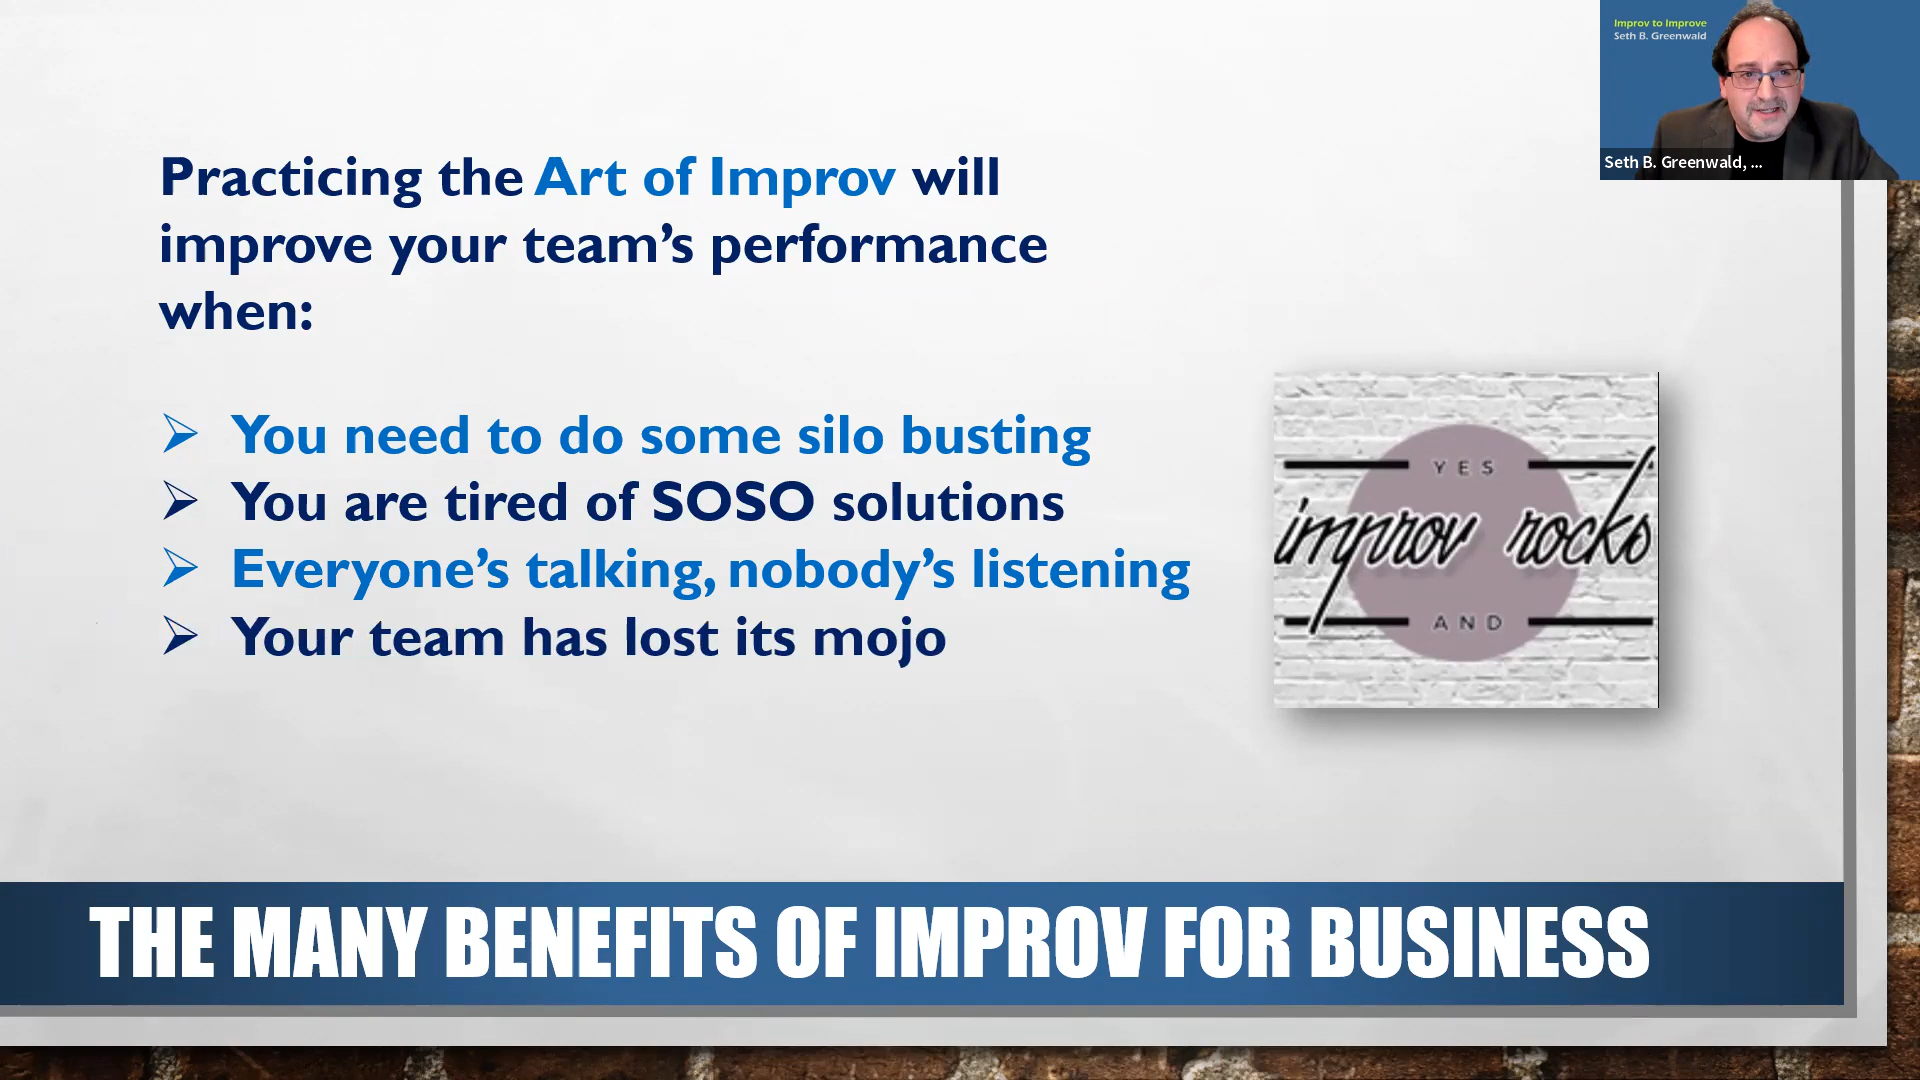 Improv to Improve
Seth B. Greenwald
Seth B. Greenwald, ...
Practicing the Art of Improv will
improve your team’s performance
when:
You need to do some silo busting
You are tired of SOSO solutions
Everyone’s talking, nobody’s listening
Your team has lost its mojo
YES
improv rocks
AND
THE MANY BENEFITS OF IMPROV FOR BUSINESS